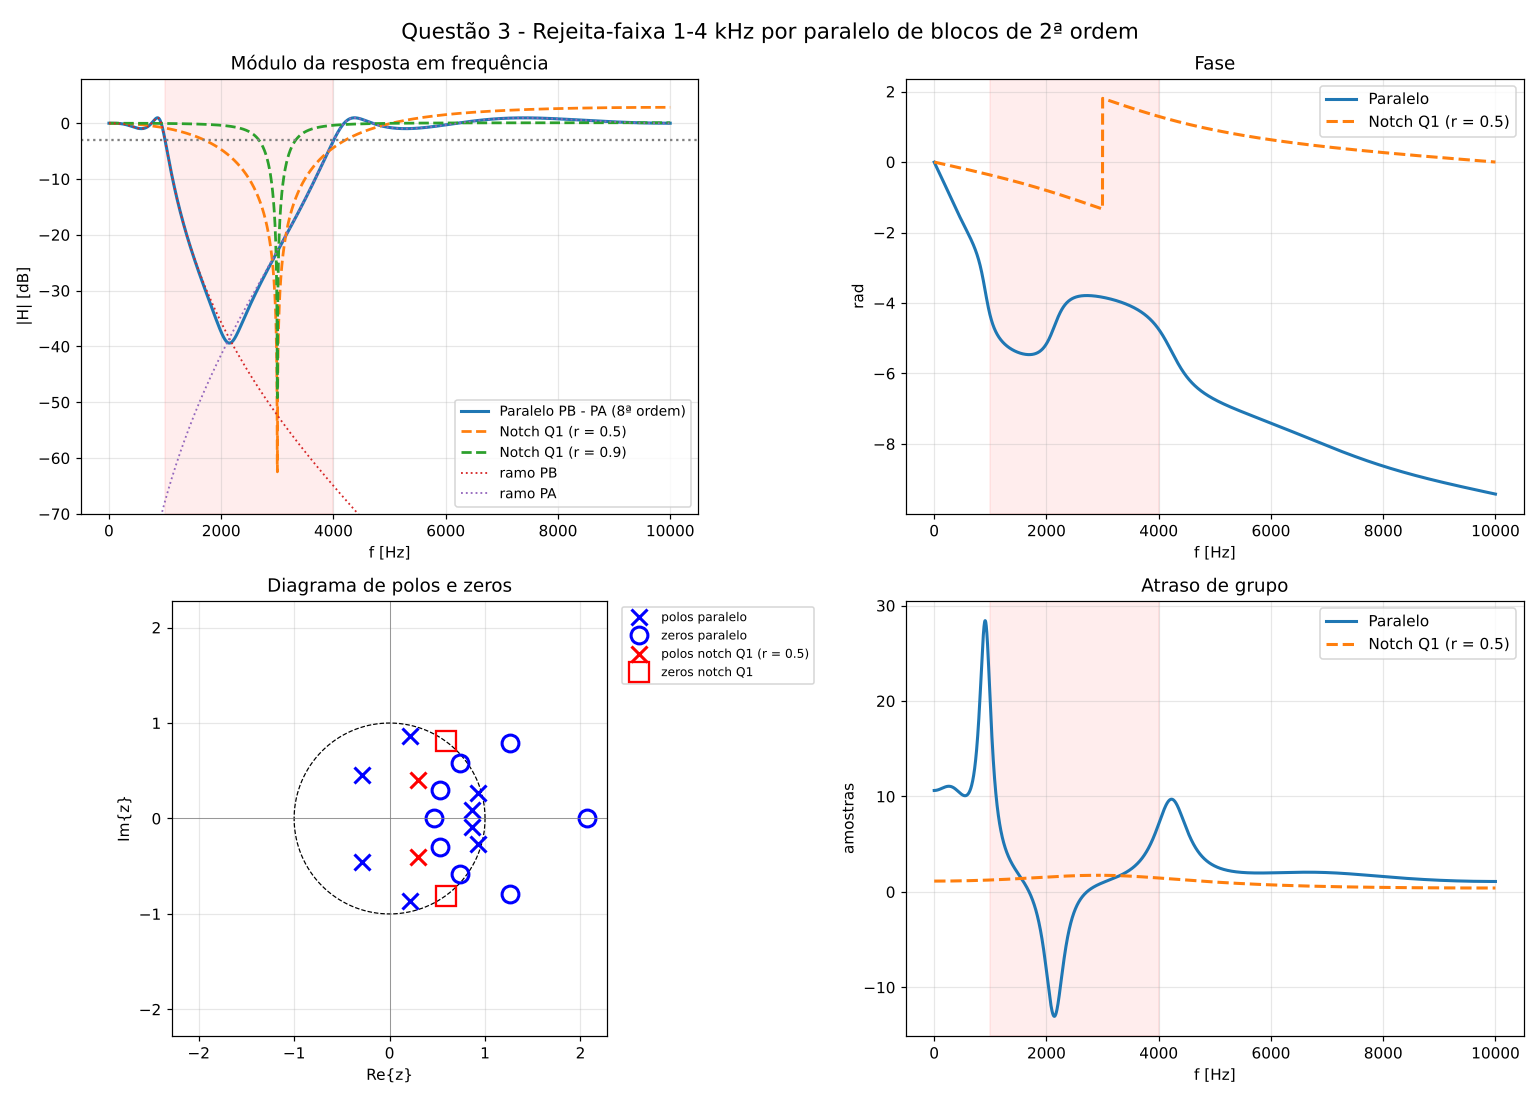 Questão 3 - Rejeita-faixa 1-4 kHz por paralelo de blocos de 2ª ordem
Módulo da resposta em frequência
0
−10
−20
−30
−40
−50
−60
−70
|H| [dB]
0
2000
4000
6000
8000
10000
f [Hz]
Paralelo PB - PA (8ª ordem)
Notch Q1 (r = 0.5)
Notch Q1 (r = 0.9)
ramo PB
ramo PA
Fase
2
0
−2
−4
−6
−8
rad
0
2000
4000
6000
8000
10000
f [Hz]
Paralelo
Notch Q1 (r = 0.5)
Diagrama de polos e zeros
2
1
0
−1
−2
Im{z}
−2
−1
0
1
2
Re{z}
polos paralelo
zeros paralelo
polos notch Q1 (r = 0.5)
zeros notch Q1
Atraso de grupo
30
20
10
0
−10
amostras
0
2000
4000
6000
8000
10000
f [Hz]
Paralelo
Notch Q1 (r = 0.5)